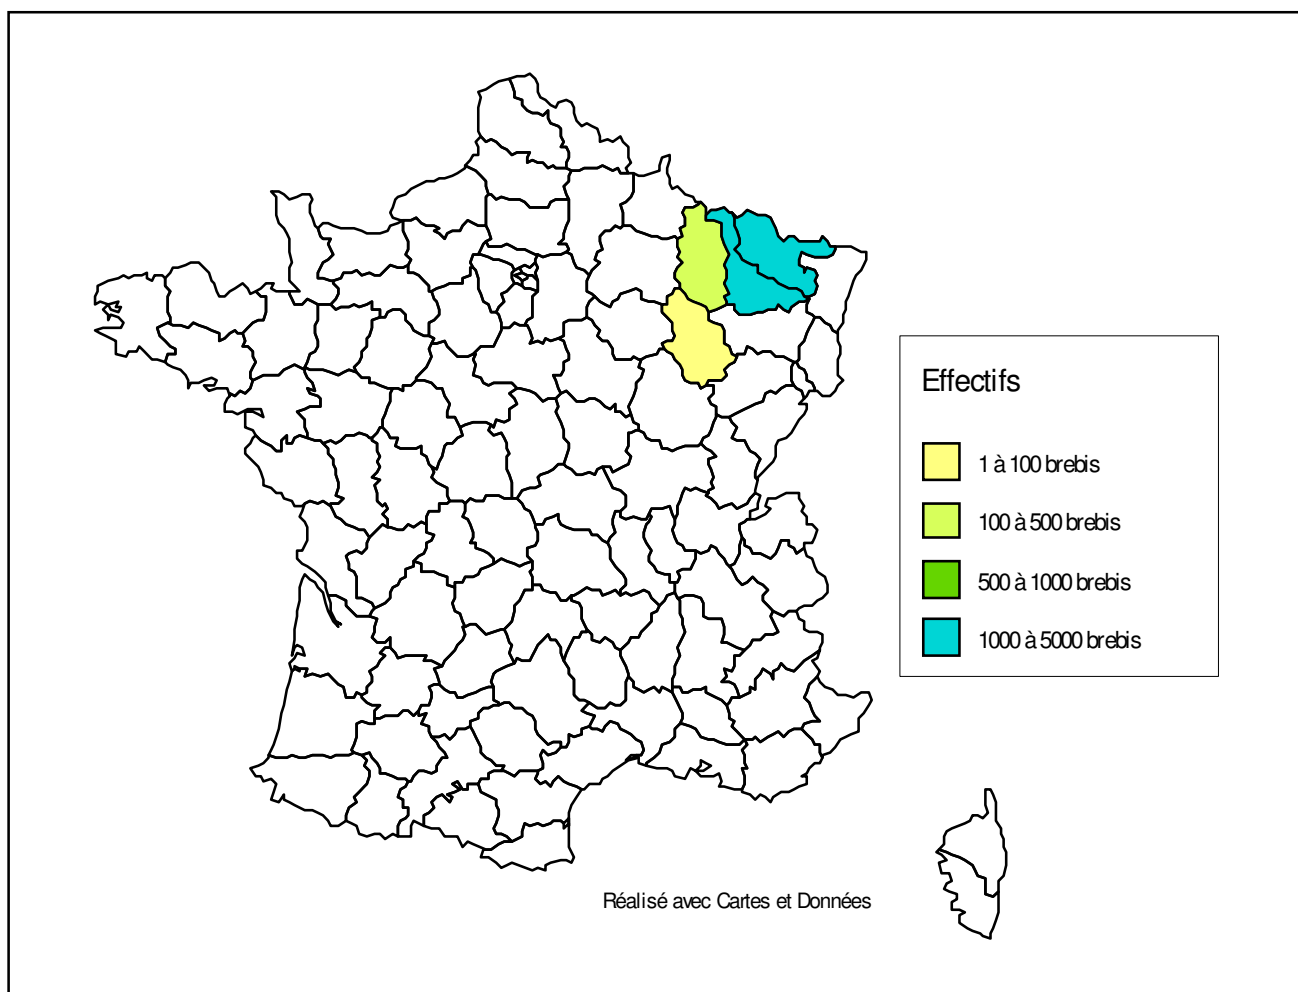 Effectifs
1 à 100 brebis
100 à 500 brebis
500 à 1000 brebis
1000 à 5000 brebis
Réalisé avec Cartes et Données